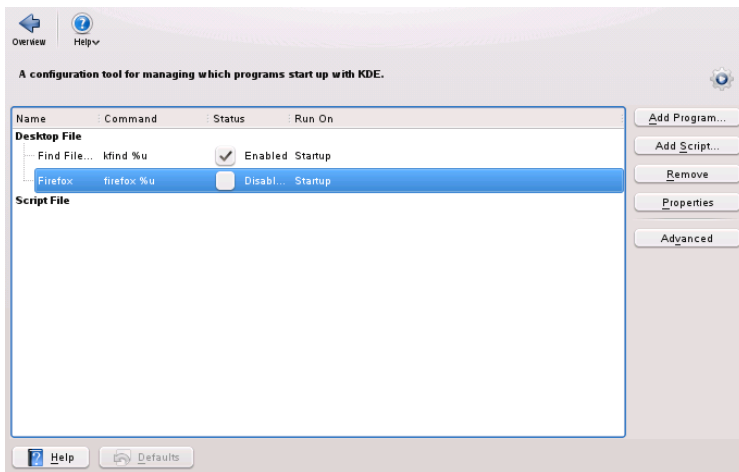 Overview Help
A configuration tool for managing which programs start up with KDE.
Name Command Status Run On
Desktop File
Find File... kfind %u Enabled Startup
Firefox firefox %u Disabl... Startup
Script File
Add Program...
Add Script...
Remove
Properties
Advanced
Help Defaults